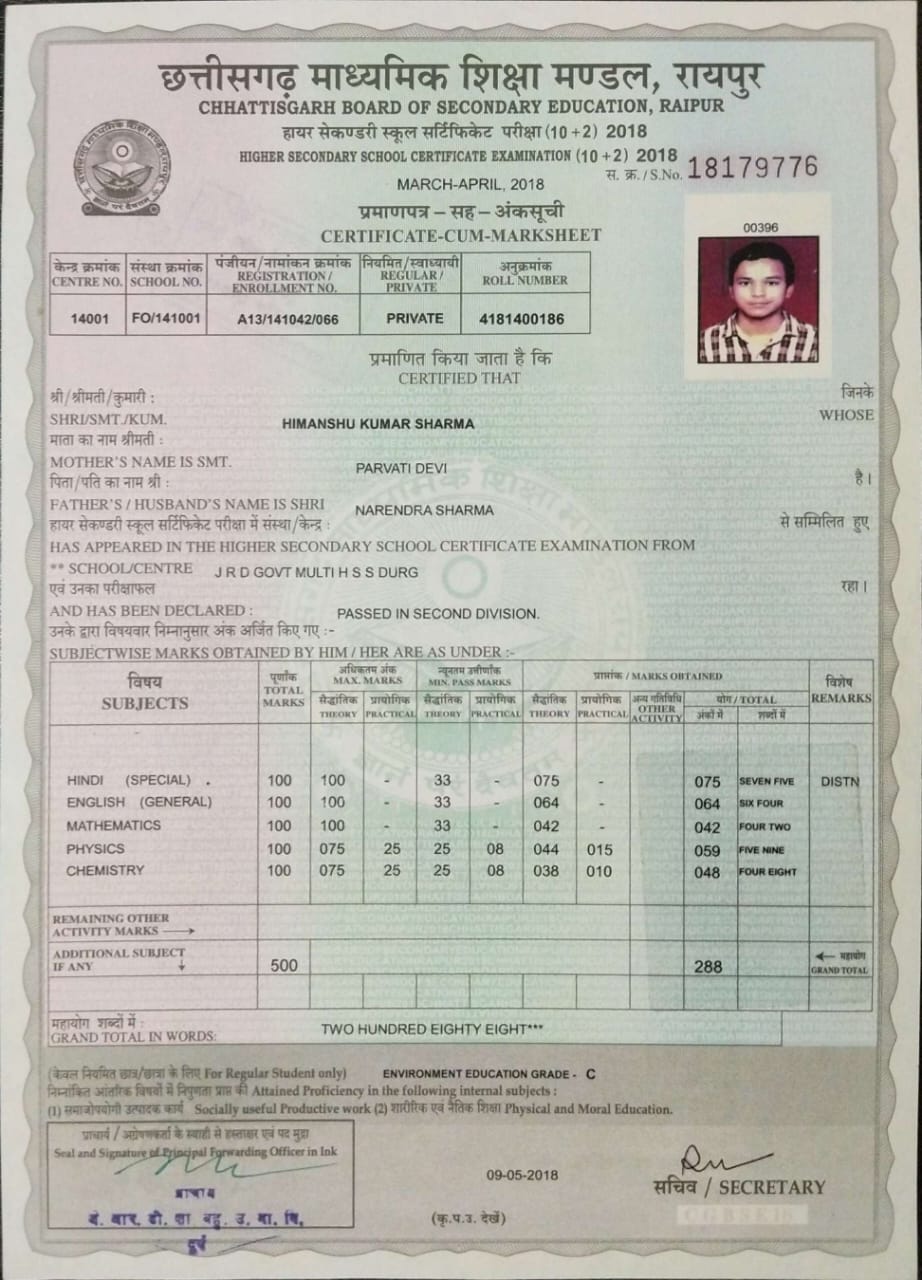 छत्तीसगढ़ माध्यमिक शिक्षा मण्डल, रायपुर
CHHATTISGARH BOARD OF SECONDARY EDUCATION, RAIPUR
हायर सेकण्डरी स्कूल सर्टिफिकेट परीक्षा (10+2) 2018
HIGHER SECONDARY SCHOOL CERTIFICATE EXAMINATION (10+2) 2018
स. क्र. / S.No. 18179776
MARCH-APRIL, 2018
प्रमाणपत्र – सह – अंकसूची
CERTIFICATE-CUM-MARKSHEET
00396
केन्द्र क्रमांक संस्था क्रमांक पंजीयन/नामांकन क्रमांक नियमित/स्वाध्यायी अनुक्रमांक
CENTRE NO. SCHOOL NO. REGISTRATION / ENROLLMENT NO. REGULAR / PRIVATE ROLL NUMBER
14001 FO/141001 A13/141042/066 PRIVATE 4181400186
प्रमाणित किया जाता है कि
CERTIFIED THAT
श्री/श्रीमती/कुमारी : जिनके
SHRI/SMT./KUM. HIMANSHU KUMAR SHARMA WHOSE
माता का नाम श्रीमती :
MOTHER'S NAME IS SMT. PARVATI DEVI
पिता/पति का नाम श्री : है।
FATHER'S / HUSBAND'S NAME IS SHRI NARENDRA SHARMA
हायर सेकण्डरी स्कूल सर्टिफिकेट परीक्षा में संस्था/केन्द्र : से सम्मिलित हुए
HAS APPEARED IN THE HIGHER SECONDARY SCHOOL CERTIFICATE EXAMINATION FROM
** SCHOOL/CENTRE J R D GOVT MULTI H S S DURG
एवं उनका परीक्षाफल रहा।
AND HAS BEEN DECLARED : PASSED IN SECOND DIVISION.
उनके द्वारा विषयवार निम्नानुसार अंक अर्जित किए गए :-
SUBJECTWISE MARKS OBTAINED BY HIM / HER ARE AS UNDER :-
विषय पूर्णांक अधिकतम अंक न्यूनतम उत्तीर्णांक प्राप्तांक / MARKS OBTAINED विशेष
SUBJECTS TOTAL MARKS MAX. MARKS MIN. PASS MARKS REMARKS
सैद्धांतिक प्रायोगिक सैद्धांतिक प्रायोगिक सैद्धांतिक प्रायोगिक अन्य गतिविधि योग/TOTAL
THEORY PRACTICAL THEORY PRACTICAL THEORY PRACTICAL OTHER ACTIVITY अंकों में शब्दों में
HINDI (SPECIAL) . 100 100 - 33 - 075 - 075 SEVEN FIVE DISTN
ENGLISH (GENERAL) 100 100 - 33 - 064 - 064 SIX FOUR
MATHEMATICS 100 100 - 33 - 042 - 042 FOUR TWO
PHYSICS 100 075 25 25 08 044 015 059 FIVE NINE
CHEMISTRY 100 075 25 25 08 038 010 048 FOUR EIGHT
REMAINING OTHER
ACTIVITY MARKS →
ADDITIONAL SUBJECT ← महायोग
IF ANY ↓ 500 288 GRAND TOTAL
महायोग शब्दों में :
GRAND TOTAL IN WORDS: TWO HUNDRED EIGHTY EIGHT***
(केवल नियमित छात्र/छात्रा के लिए For Regular Student only) ENVIRONMENT EDUCATION GRADE - C
निम्नांकित आंतरिक विषयों में निपुणता प्राप्त की Attained Proficiency in the following internal subjects :
(1) समाजोपयोगी उत्पादक कार्य Socially useful Productive work (2) शारीरिक एवं नैतिक शिक्षा Physical and Moral Education.
प्राचार्य / अग्रेषणकर्ता के स्याही से हस्ताक्षर एवं पद मुद्रा
Seal and Signature of Principal Forwarding Officer in Ink
प्राचार्य
जे. आर. डी. शा बहु. उ. मा. वि.
दुर्ग
09-05-2018
सचिव / SECRETARY
(कृ.प.उ. देखें)